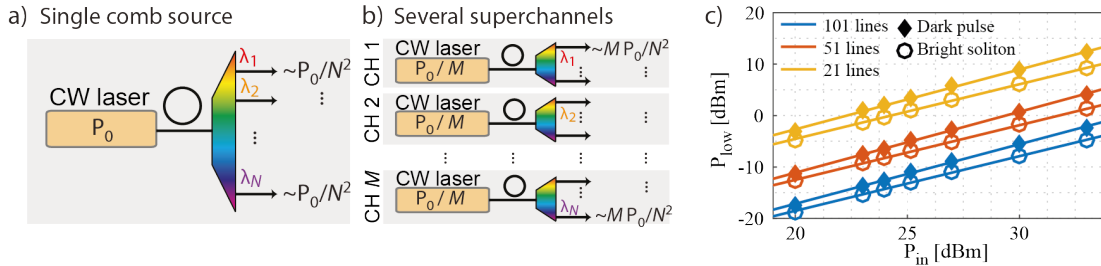 a) Single comb source
CW laser
P0
λ1
~P0/N²
λ2
⋮
⋮
λN
~P0/N²
b) Several superchannels
CH 1
CW laser
P0/M
λ1
~M P0/N²
⋮
⋮
CH 2
CW laser
P0/M
λ2
⋮
⋮
⋮
⋮
⋮
⋮
CH M
CW laser
P0/M
λN
⋮
⋮
~M P0/N²
c)
101 lines
51 lines
21 lines
Dark pulse
Bright soliton
20
10
0
-10
-20
Plow [dBm]
20
25
30
Pin [dBm]